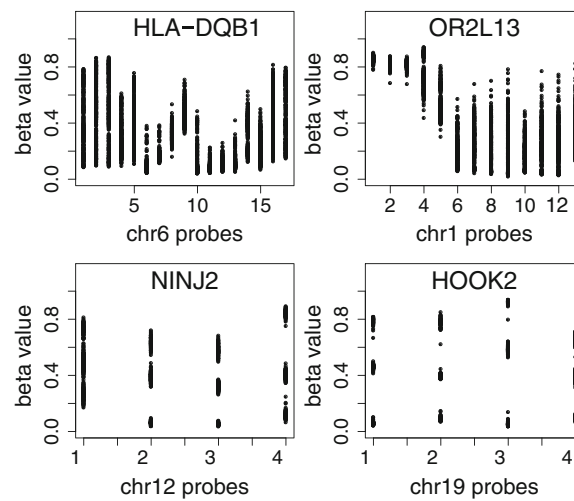 HLA-DQB1
beta value
0.0 0.4 0.8
5 10 15
chr6 probes
OR2L13
beta value
0.0 0.4 0.8
2 4 6 8 10 12
chr1 probes
NINJ2
beta value
0.0 0.4 0.8
1 2 3 4
chr12 probes
HOOK2
beta value
0.0 0.4 0.8
1 2 3 4
chr19 probes